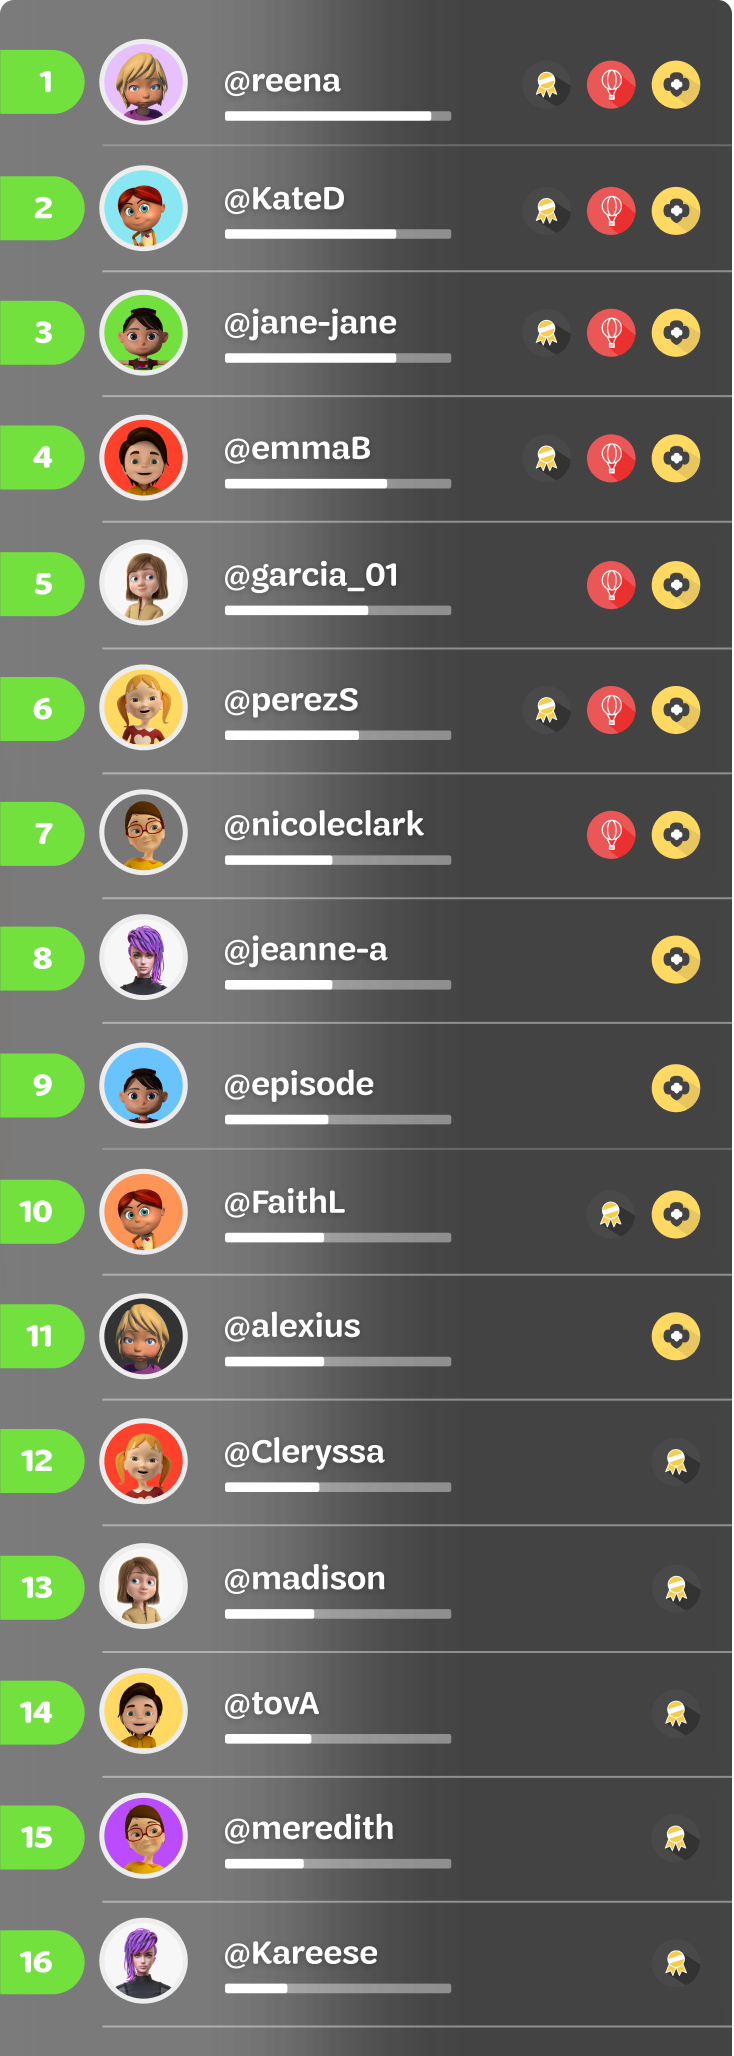 1 @reena
2 @KateD
3 @jane-jane
4 @emmaB
5 @garcia_01
6 @perezS
7 @nicoleclark
8 @jeanne-a
9 @episode
10 @FaithL
11 @alexius
12 @Cleryssa
13 @madison
14 @tovA
15 @meredith
16 @Kareese